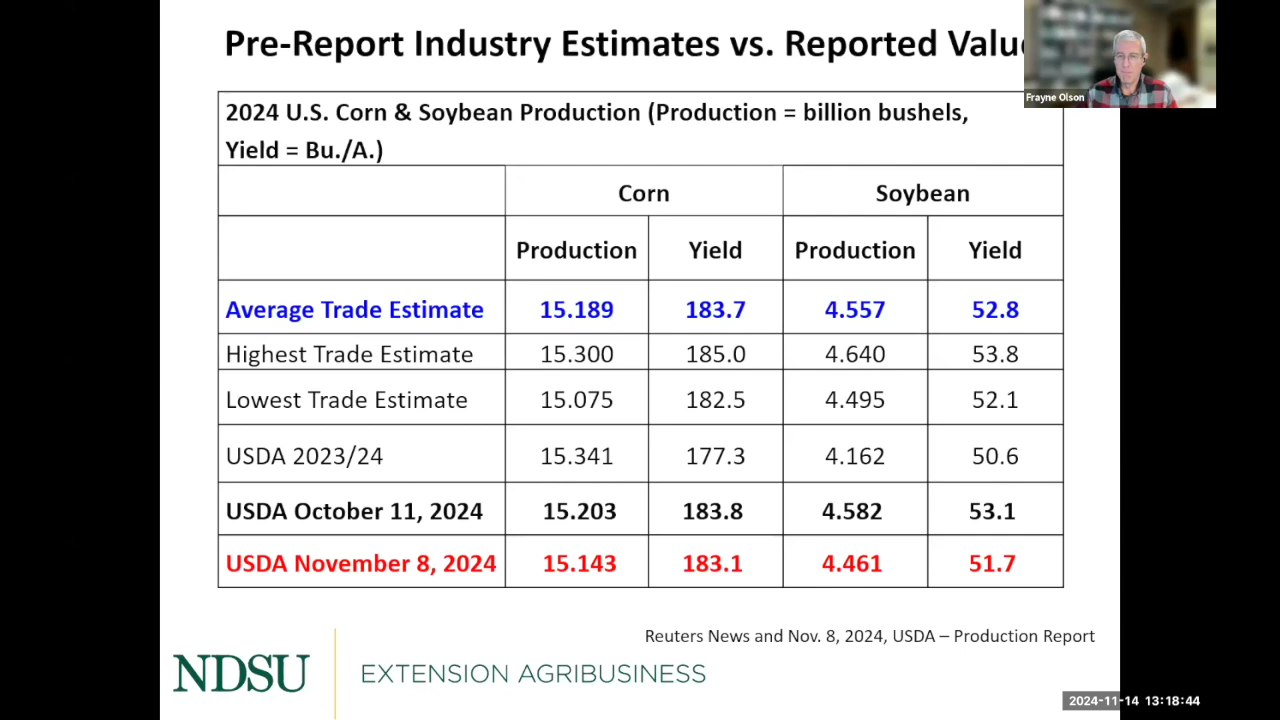 Pre-Report Industry Estimates vs. Reported Valu
Frayne Olson
2024 U.S. Corn & Soybean Production (Production = billion bushels,
Yield = Bu./A.)
Corn Soybean
Production Yield Production Yield
Average Trade Estimate 15.189 183.7 4.557 52.8
Highest Trade Estimate 15.300 185.0 4.640 53.8
Lowest Trade Estimate 15.075 182.5 4.495 52.1
USDA 2023/24 15.341 177.3 4.162 50.6
USDA October 11, 2024 15.203 183.8 4.582 53.1
USDA November 8, 2024 15.143 183.1 4.461 51.7
Reuters News and Nov. 8, 2024, USDA – Production Report
NDSU EXTENSION AGRIBUSINESS
2024-11-14 13:18:44